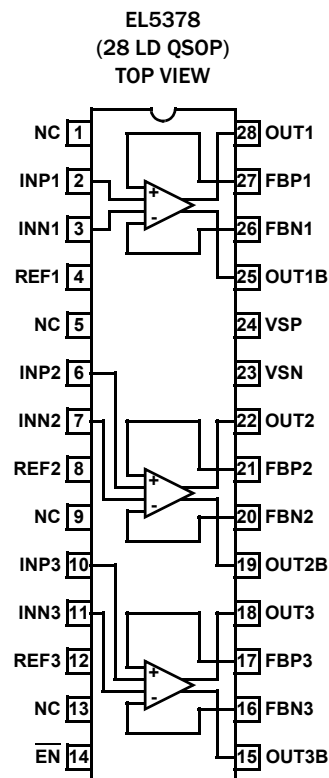 EL5378
(28 LD QSOP)
TOP VIEW
NC 1 28 OUT1
INP1 2 27 FBP1
+
INN1 3 26 FBN1
-
REF1 4 25 OUT1B
NC 5 24 VSP
INP2 6 23 VSN
INN2 7 22 OUT2
REF2 8 21 FBP2
+
NC 9 20 FBN2
-
INP3 10 19 OUT2B
INN3 11 18 OUT3
REF3 12 17 FBP3
+
NC 13 16 FBN3
-
EN 14 15 OUT3B